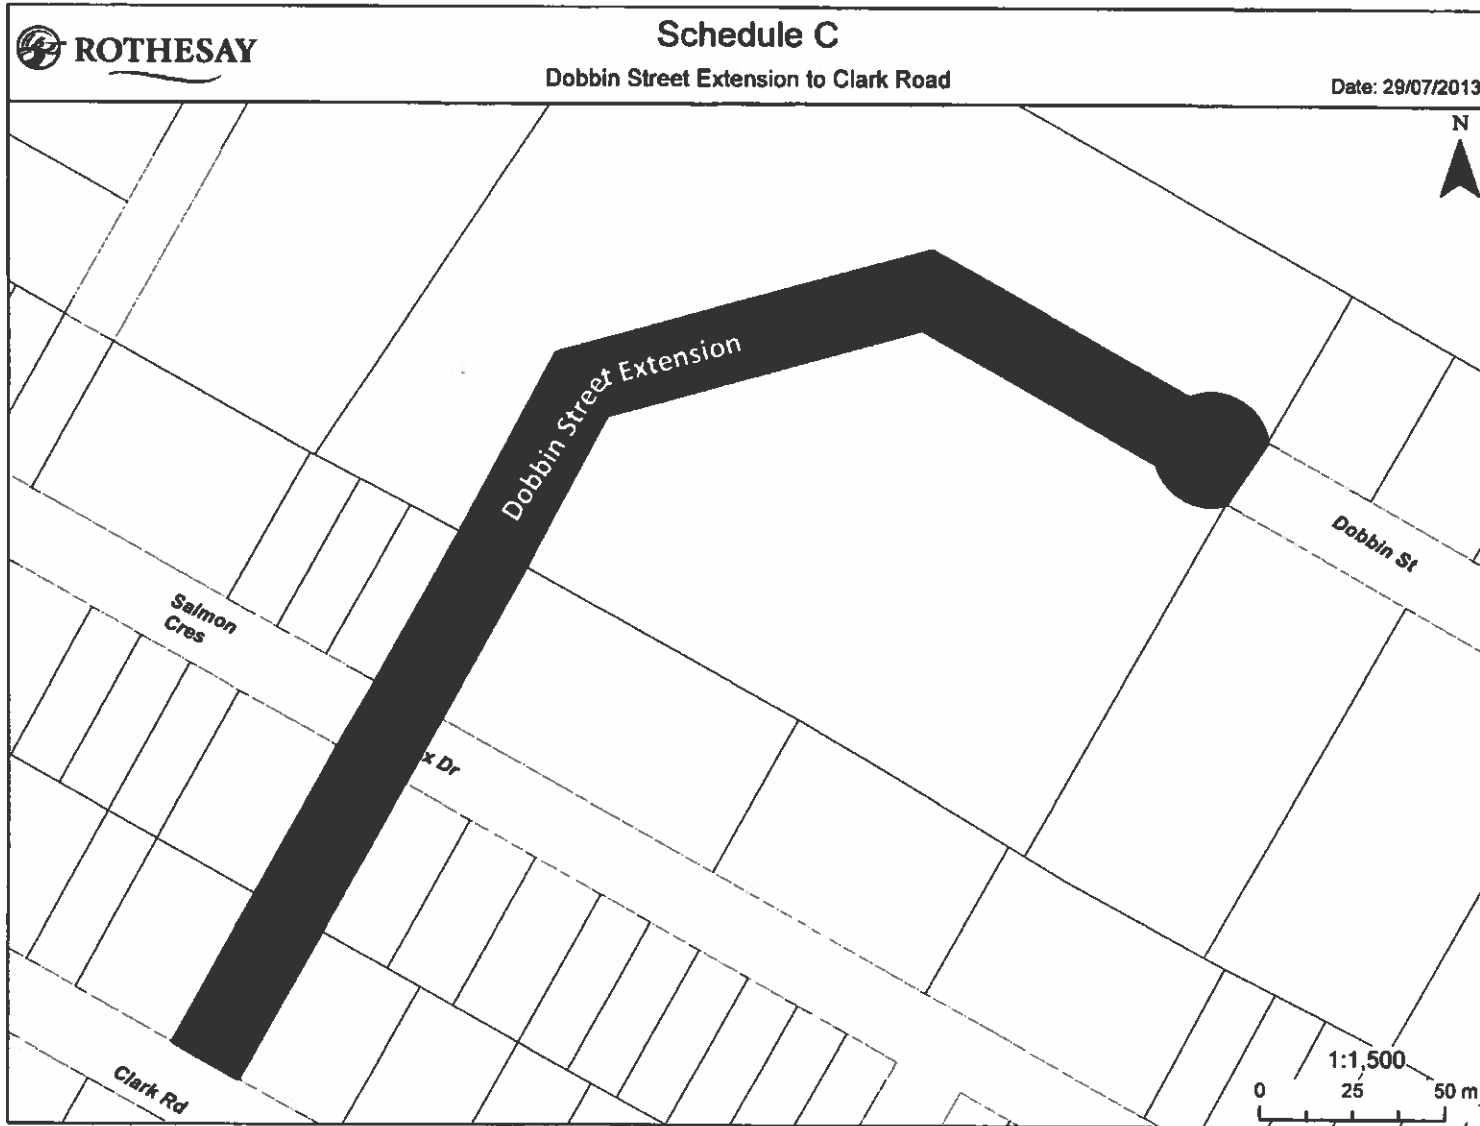 ROTHESAY
Schedule C
Dobbin Street Extension to Clark Road
Date: 29/07/2013
N
Dobbin Street Extension
Dobbin St
Salmon
Cres
x Dr
Clark Rd
1:1,500
0 25 50 m